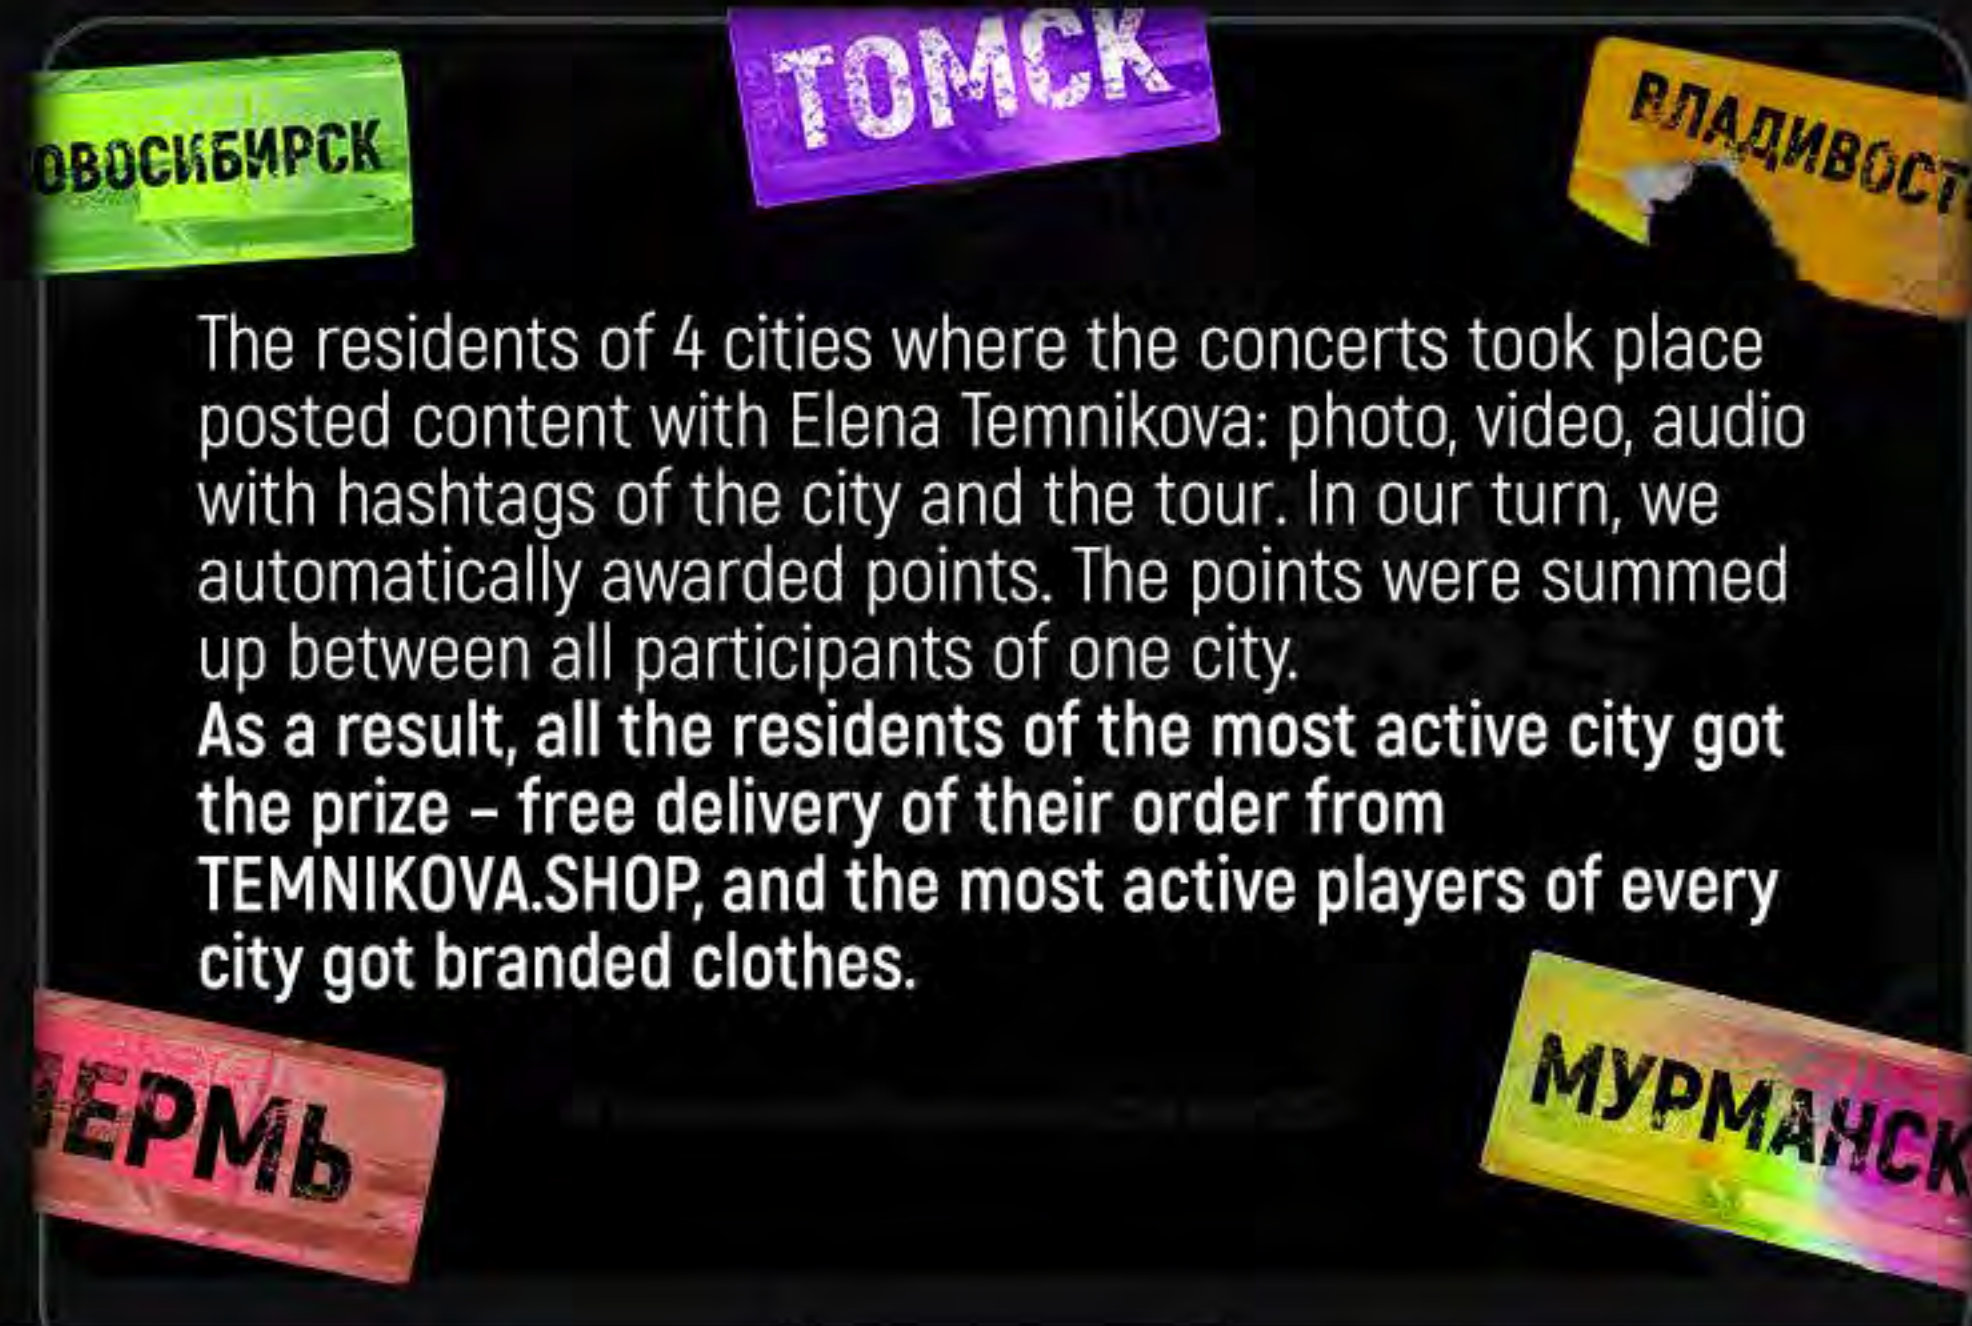 ТОМСК
ОВОСИБИРСК
ВЛАДИВОСТ
The residents of 4 cities where the concerts took place
posted content with Elena Temnikova: photo, video, audio
with hashtags of the city and the tour. In our turn, we
automatically awarded points. The points were summed
up between all participants of one city.
As a result, all the residents of the most active city got
the prize – free delivery of their order from
TEMNIKOVA.SHOP, and the most active players of every
city got branded clothes.
ПЕРМЬ
МУРМАНСК